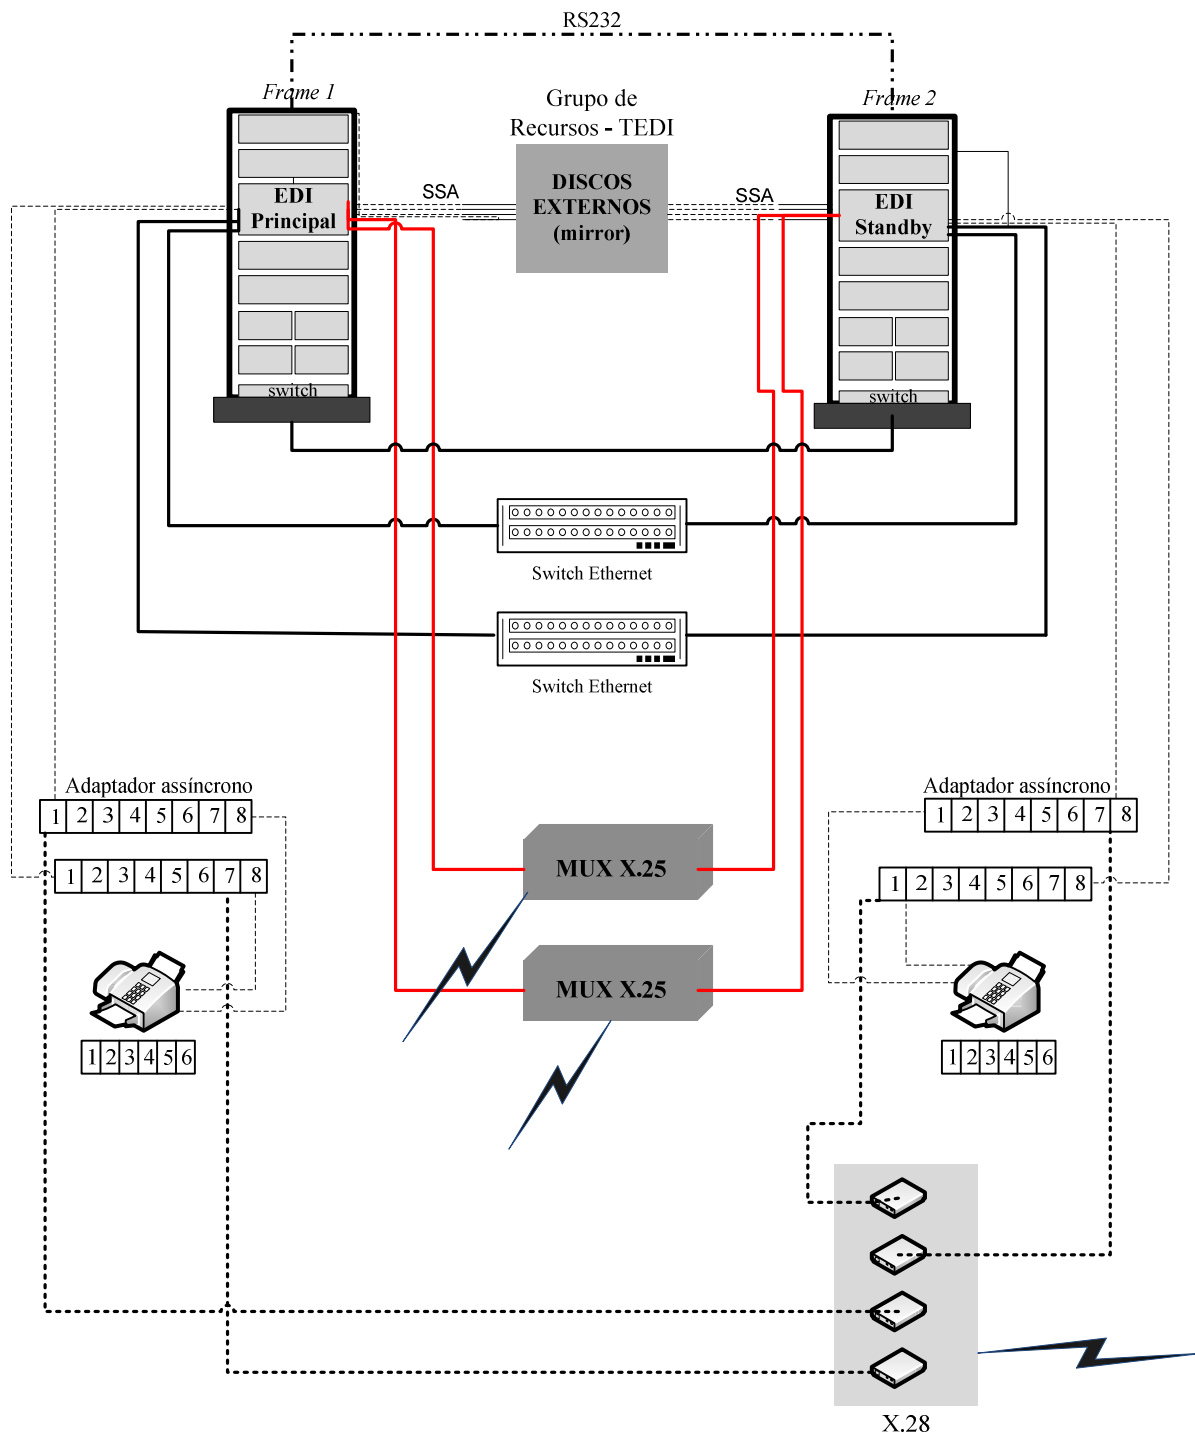 RS232
Frame 1
Frame 2
Grupo de
Recursos - TEDI
SSA
DISCOS
EXTERNOS
(mirror)
SSA
EDI
Principal
EDI
Standby
switch
switch
Switch Ethernet
Switch Ethernet
Adaptador assíncrono
1 2 3 4 5 6 7 8
1 2 3 4 5 6 7 8
Adaptador assíncrono
1 2 3 4 5 6 7 8
1 2 3 4 5 6 7 8
MUX X.25
MUX X.25
1 2 3 4 5 6
1 2 3 4 5 6
X.28